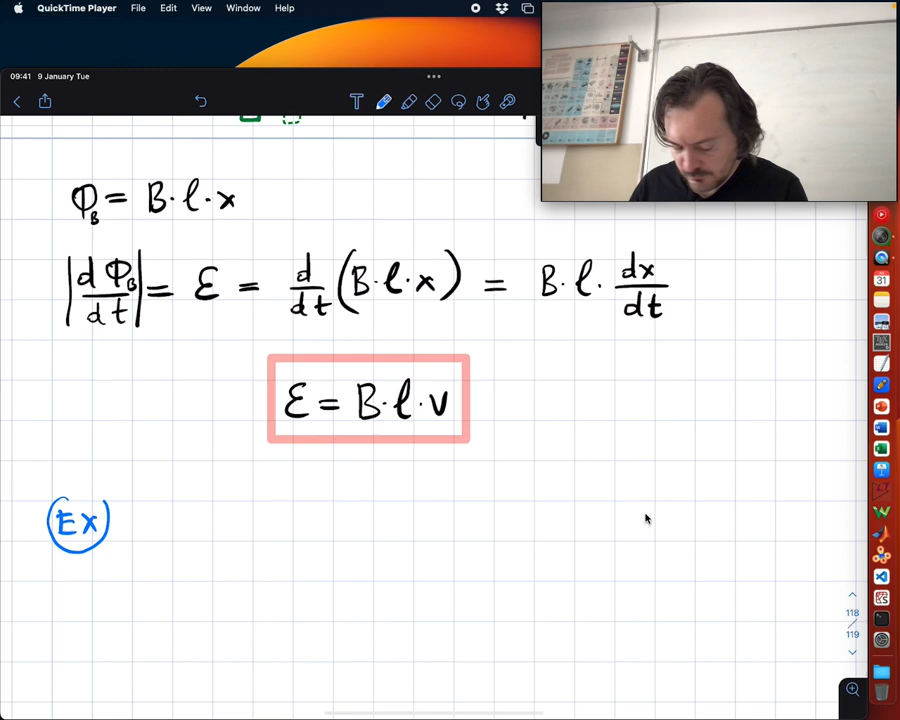 QuickTime Player File Edit View Window Help
09:41 9 January Tue
Φ_B = B·l·x
|dΦ_B/dt| = ε = d/dt (B·l·x) = B·l·dx/dt
ε = B·l·v
Ex
118
119
31